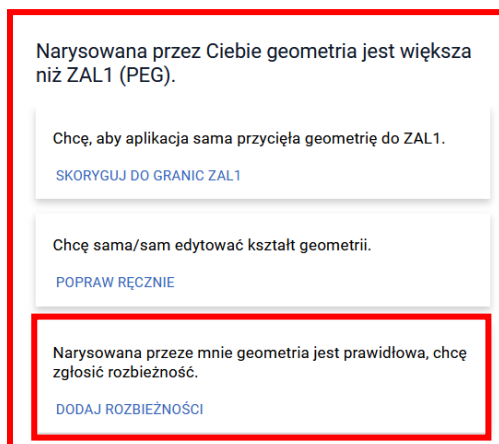 Narysowana przez Ciebie geometria jest większa
niż ZAL1 (PEG).
Chcę, aby aplikacja sama przycięła geometrię do ZAL1.
SKORYGUJ DO GRANIC ZAL1
Chcę sama/sam edytować kształt geometrii.
POPRAW RĘCZNIE
Narysowana przeze mnie geometria jest prawidłowa, chcę
zgłosić rozbieżność.
DODAJ ROZBIEŻNOŚCI